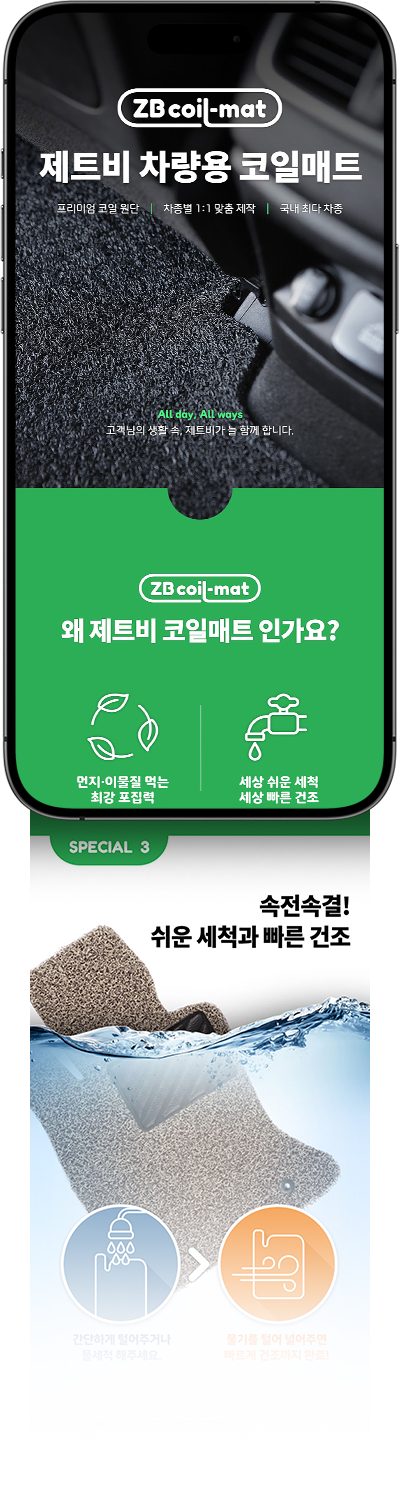 ZB coil-mat
제트비 차량용 코일매트
프리미엄 코일 원단 | 차종별 1:1 맞춤 제작 | 국내 최다 차종
All day, All ways
고객님의 생활 속, 제트비가 늘 함께 합니다.
ZB coil-mat
왜 제트비 코일매트 인가요?
먼지·이물질 먹는
최강 포집력
세상 쉬운 세척
세상 빠른 건조
SPECIAL 3
속전속결!
쉬운 세척과 빠른 건조
간단하게 털어주거나
물세척 해주세요.
물기를 털어 널어주면
빠르게 건조까지 완료!